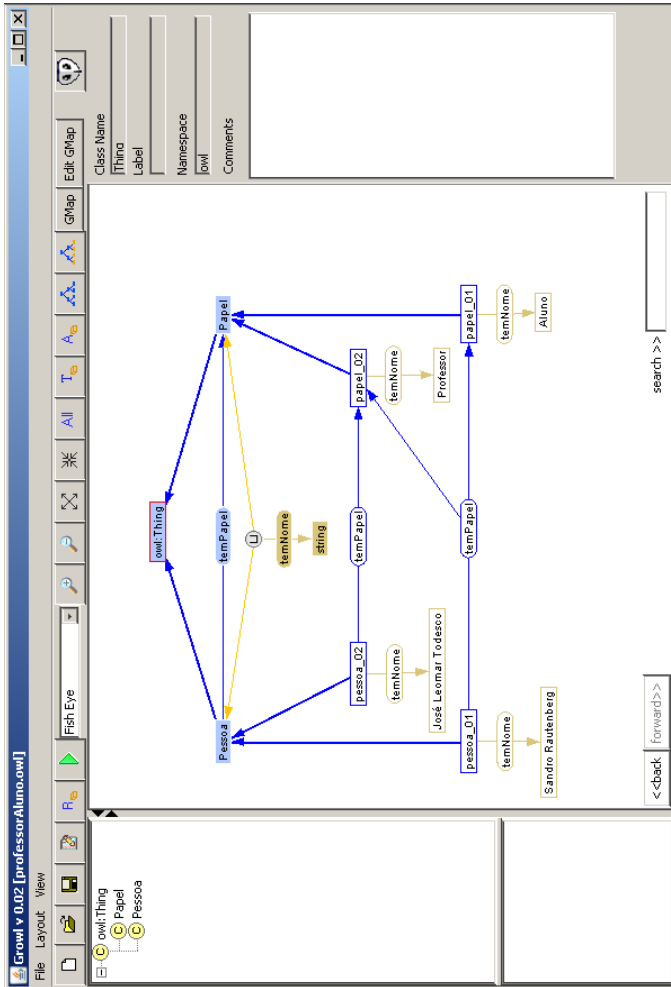 Growl v 0.02 [professorAluno.owl]
File Layout View
R
Fish Eye
All
T
A
GMap
Edit GMap
owl:Thing
Papel
Pessoa
owl:Thing
Pessoa
temPapel
Papel
⊔
temNome
string
pessoa_02
temPapel
papel_02
temNome
temNome
José Leomar Todesco
Professor
pessoa_01
temPapel
papel_01
temNome
temNome
Sandro Rautenberg
Aluno
<<back
forward>>
search >>
Class Name
Thing
Label
Namespace
owl
Comments